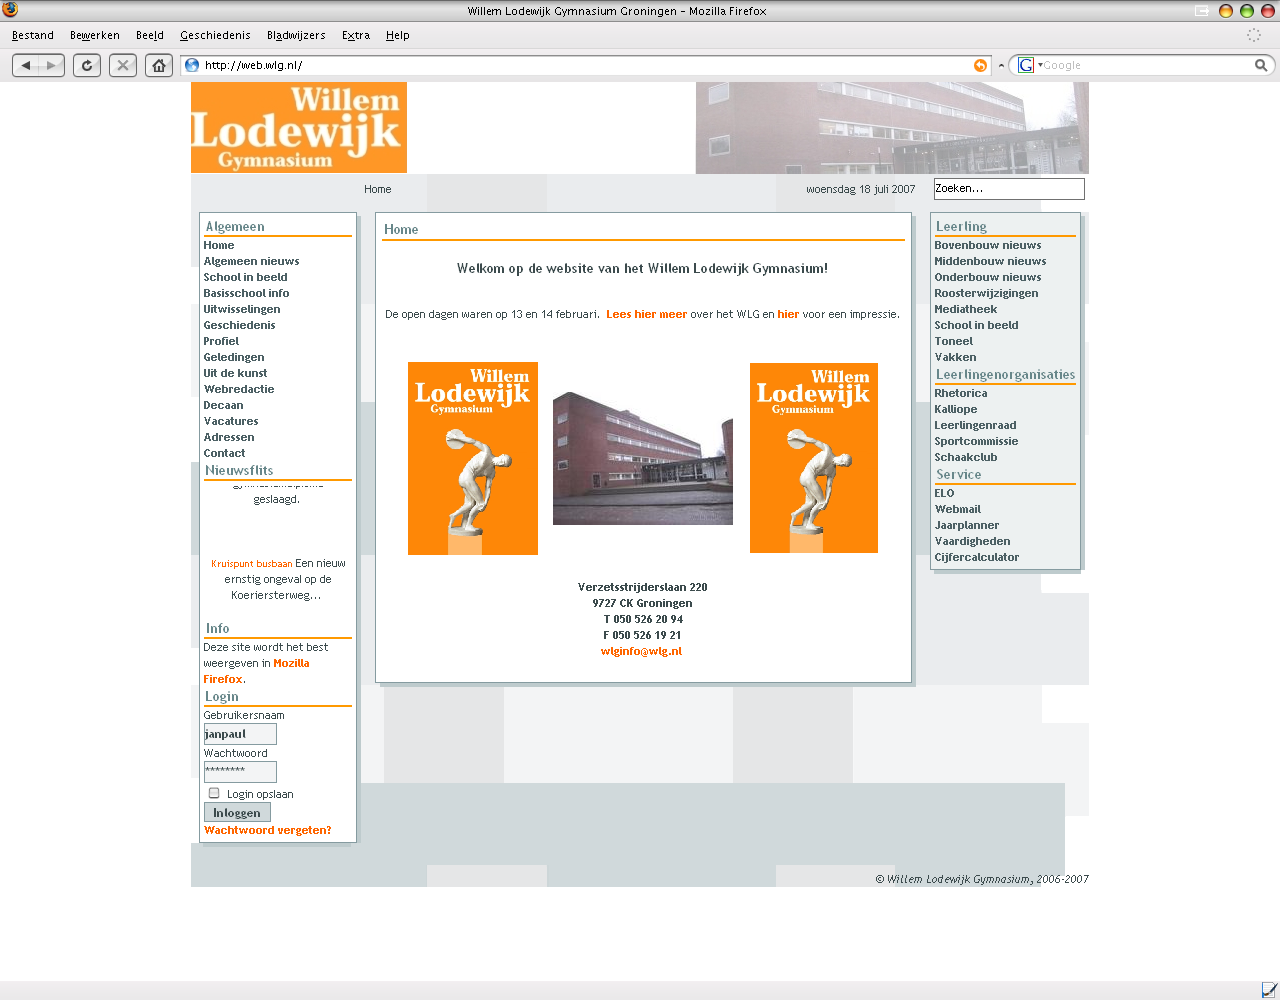 Willem Lodewijk Gymnasium Groningen - Mozilla Firefox
Bestand Bewerken Beeld Geschiedenis Bladwijzers Extra Help
http://web.wlg.nl/
G Google
Willem
Lodewijk
Gymnasium
Home
woensdag 18 juli 2007
Zoeken...
Algemeen
Home
Algemeen nieuws
School in beeld
Basisschool info
Uitwisselingen
Geschiedenis
Profiel
Geledingen
Uit de kunst
Webredactie
Decaan
Vacatures
Adressen
Contact
Nieuwsflits
geslaagd.
Kruispunt busbaan Een nieuw
ernstig ongeval op de
Koeriersterweg...
Info
Deze site wordt het best
weergeven in Mozilla
Firefox.
Login
Gebruikersnaam
janpaul
Wachtwoord
********
Login opslaan
Inloggen
Wachtwoord vergeten?
Home
Welkom op de website van het Willem Lodewijk Gymnasium!
De open dagen waren op 13 en 14 februari. Lees hier meer over het WLG en hier voor een impressie.
Willem
Lodewijk
Gymnasium
Willem
Lodewijk
Gymnasium
Verzetsstrijderslaan 220
9727 CK Groningen
T 050 526 20 94
F 050 526 19 21
wlginfo@wlg.nl
Leerling
Bovenbouw nieuws
Middenbouw nieuws
Onderbouw nieuws
Roosterwijzigingen
Mediatheek
School in beeld
Toneel
Vakken
Leerlingenorganisaties
Rhetorica
Kalliope
Leerlingenraad
Sportcommissie
Schaakclub
Service
ELO
Webmail
Jaarplanner
Vaardigheden
Cijfercalculator
© Willem Lodewijk Gymnasium, 2006-2007